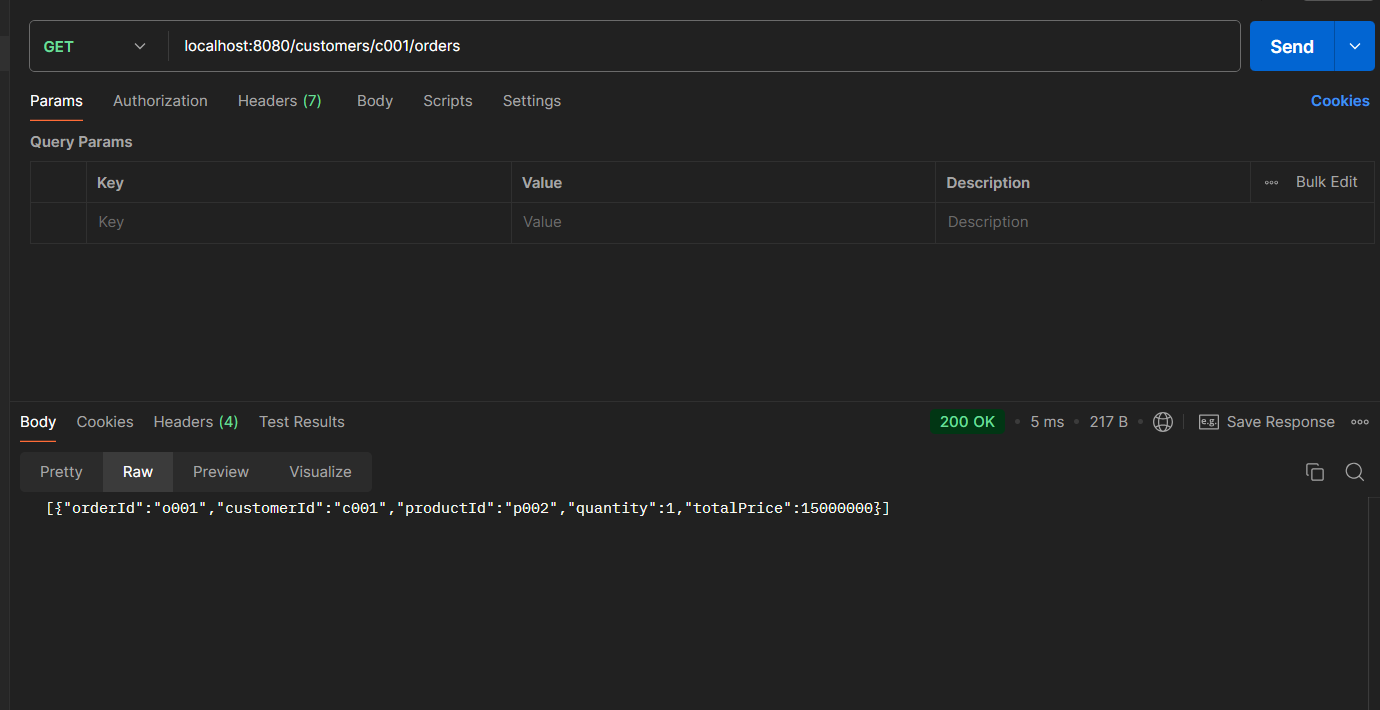 GET localhost:8080/customers/c001/orders Send
Params Authorization Headers (7) Body Scripts Settings Cookies
Query Params
Key Value Description Bulk Edit
Key Value Description
Body Cookies Headers (4) Test Results 200 OK • 5 ms • 217 B • e.g. Save Response
Pretty Raw Preview Visualize
[{"orderId":"o001","customerId":"c001","productId":"p002","quantity":1,"totalPrice":15000000}]